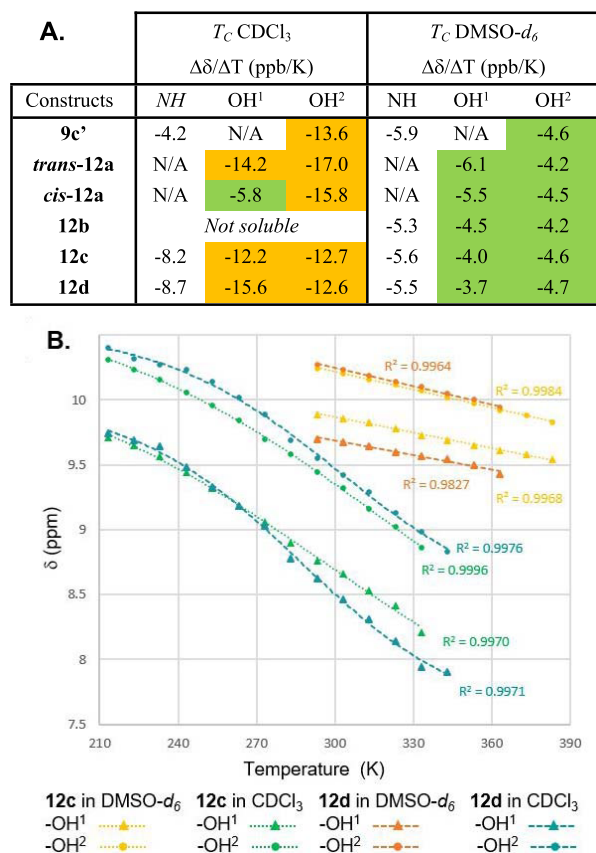 A.
T_C CDCl₃ T_C DMSO-d₆
Δδ/ΔT (ppb/K) Δδ/ΔT (ppb/K)
Constructs NH OH¹ OH² NH OH¹ OH²
9c' -4.2 N/A -13.6 -5.9 N/A -4.6
trans-12a N/A -14.2 -17.0 N/A -6.1 -4.2
cis-12a N/A -5.8 -15.8 N/A -5.5 -4.5
12b Not soluble -5.3 -4.5 -4.2
12c -8.2 -12.2 -12.7 -5.6 -4.0 -4.6
12d -8.7 -15.6 -12.6 -5.5 -3.7 -4.7
B.
R² = 0.9964
R² = 0.9984
R² = 0.9827
R² = 0.9968
R² = 0.9976
R² = 0.9996
R² = 0.9970
R² = 0.9971
δ (ppm)
10
9.5
9
8.5
8
7.5
210 240 270 300 330 360 390
Temperature (K)
12c in DMSO-d₆ 12c in CDCl₃ 12d in DMSO-d₆ 12d in CDCl₃
-OH¹ -OH¹ -OH¹ -OH¹
-OH² -OH² -OH² -OH²